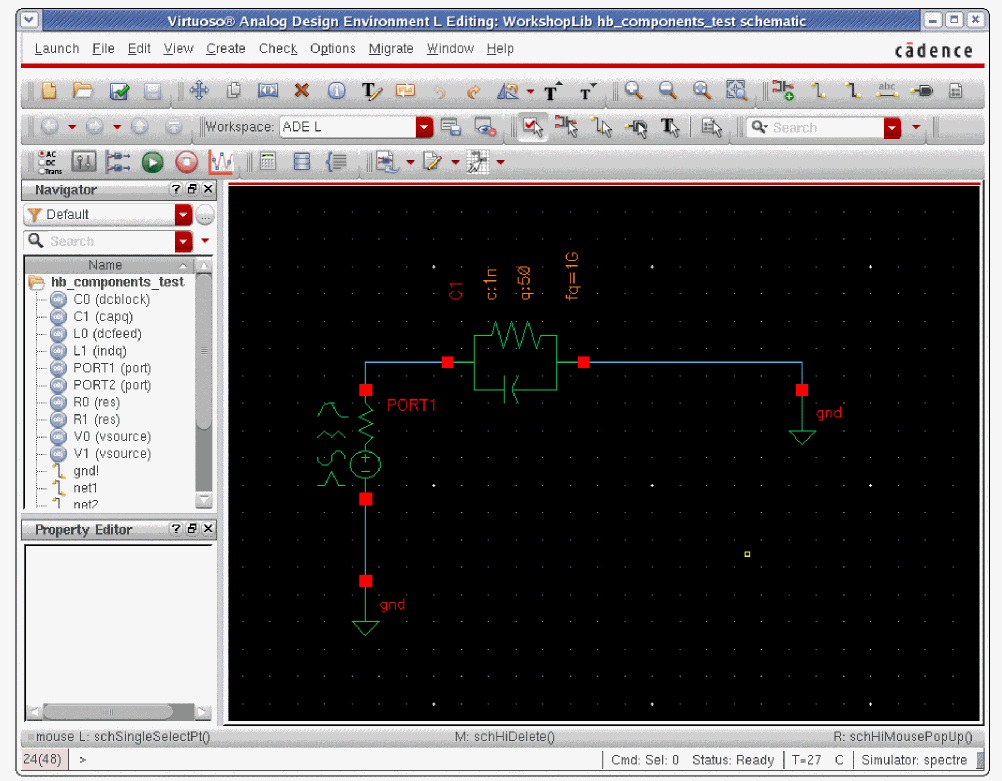 Virtuoso® Analog Design Environment L Editing: WorkshopLib hb_components_test schematic
Launch File Edit View Create Check Options Migrate Window Help
cādence
abc
Workspace: ADE L
Search
AC
DC
Trans
Navigator
Default
Search
Name
hb_components_test
C0 (dcblock)
C1 (capq)
L0 (dcfeed)
L1 (indq)
PORT1 (port)
PORT2 (port)
R0 (res)
R1 (res)
V0 (vsource)
V1 (vsource)
gnd!
net1
net2
Property Editor
C1
c:1n
q:50
fq=1G
PORT1
gnd
gnd
mouse L: schSingleSelectPt()
M: schHiDelete()
R: schHiMousePopUp()
24(48) >
Cmd: Sel: 0 Status: Ready T=27 C Simulator: spectre